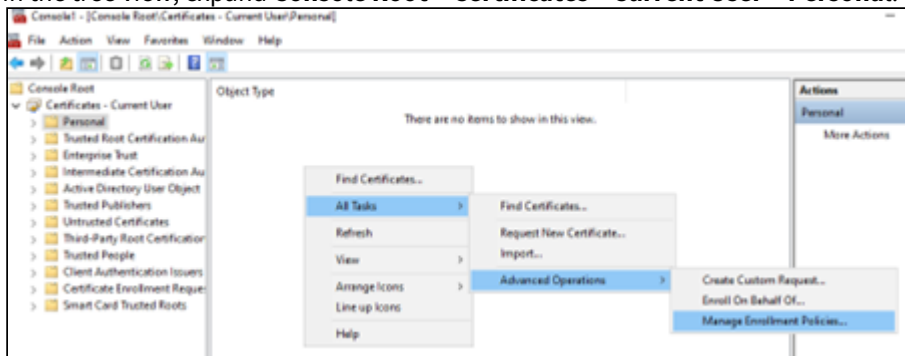 In the tree view, expand Console Root > Certificates - Current User > Personal.
Console1 - [Console Root\Certificates - Current User\Personal]
File Action View Favorites Window Help
Console Root
Certificates - Current User
Personal
Trusted Root Certification Au
Enterprise Trust
Intermediate Certification Au
Active Directory User Object
Trusted Publishers
Untrusted Certificates
Third-Party Root Certification
Trusted People
Client Authentication Issuers
Certificate Enrollment Reque
Smart Card Trusted Roots
Object Type
There are no items to show in this view.
Find Certificates...
All Tasks
Refresh
View
Arrange Icons
Line up Icons
Help
Find Certificates...
Request New Certificate...
Import...
Advanced Operations
Create Custom Request...
Enroll On Behalf Of...
Manage Enrollment Policies...
Actions
Personal
More Actions